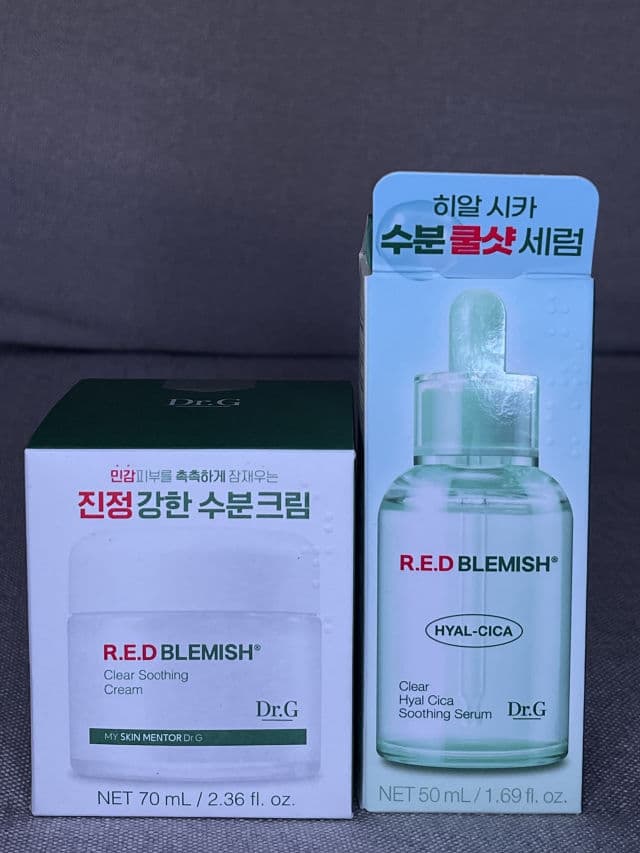 Dr.G
민감피부를 촉촉하게 잠재우는
진정 강한 수분크림
R.E.D BLEMISH®
Clear Soothing
Cream
Dr.G
MY SKIN MENTOR Dr.G
NET 70 mL / 2.36 fl. oz.
히알 시카
수분 쿨샷 세럼
R.E.D BLEMISH®
HYAL-CICA
Clear
Hyal Cica
Soothing Serum
Dr.G
NET 50 mL / 1.69 fl. oz.